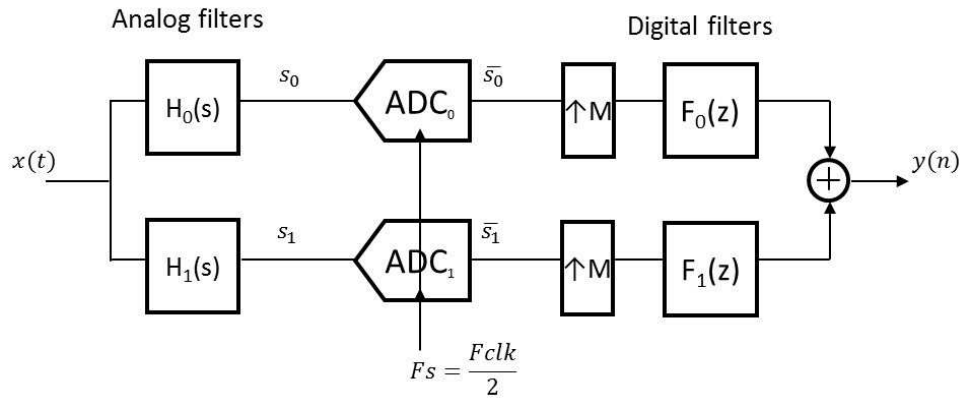 Analog filters
Digital filters
x(t)
H₀(s)
s₀
ADC₀
s̅₀
↑M
F₀(z)
+
y(n)
H₁(s)
s₁
ADC₁
s̅₁
↑M
F₁(z)
Fs = Fclk/2